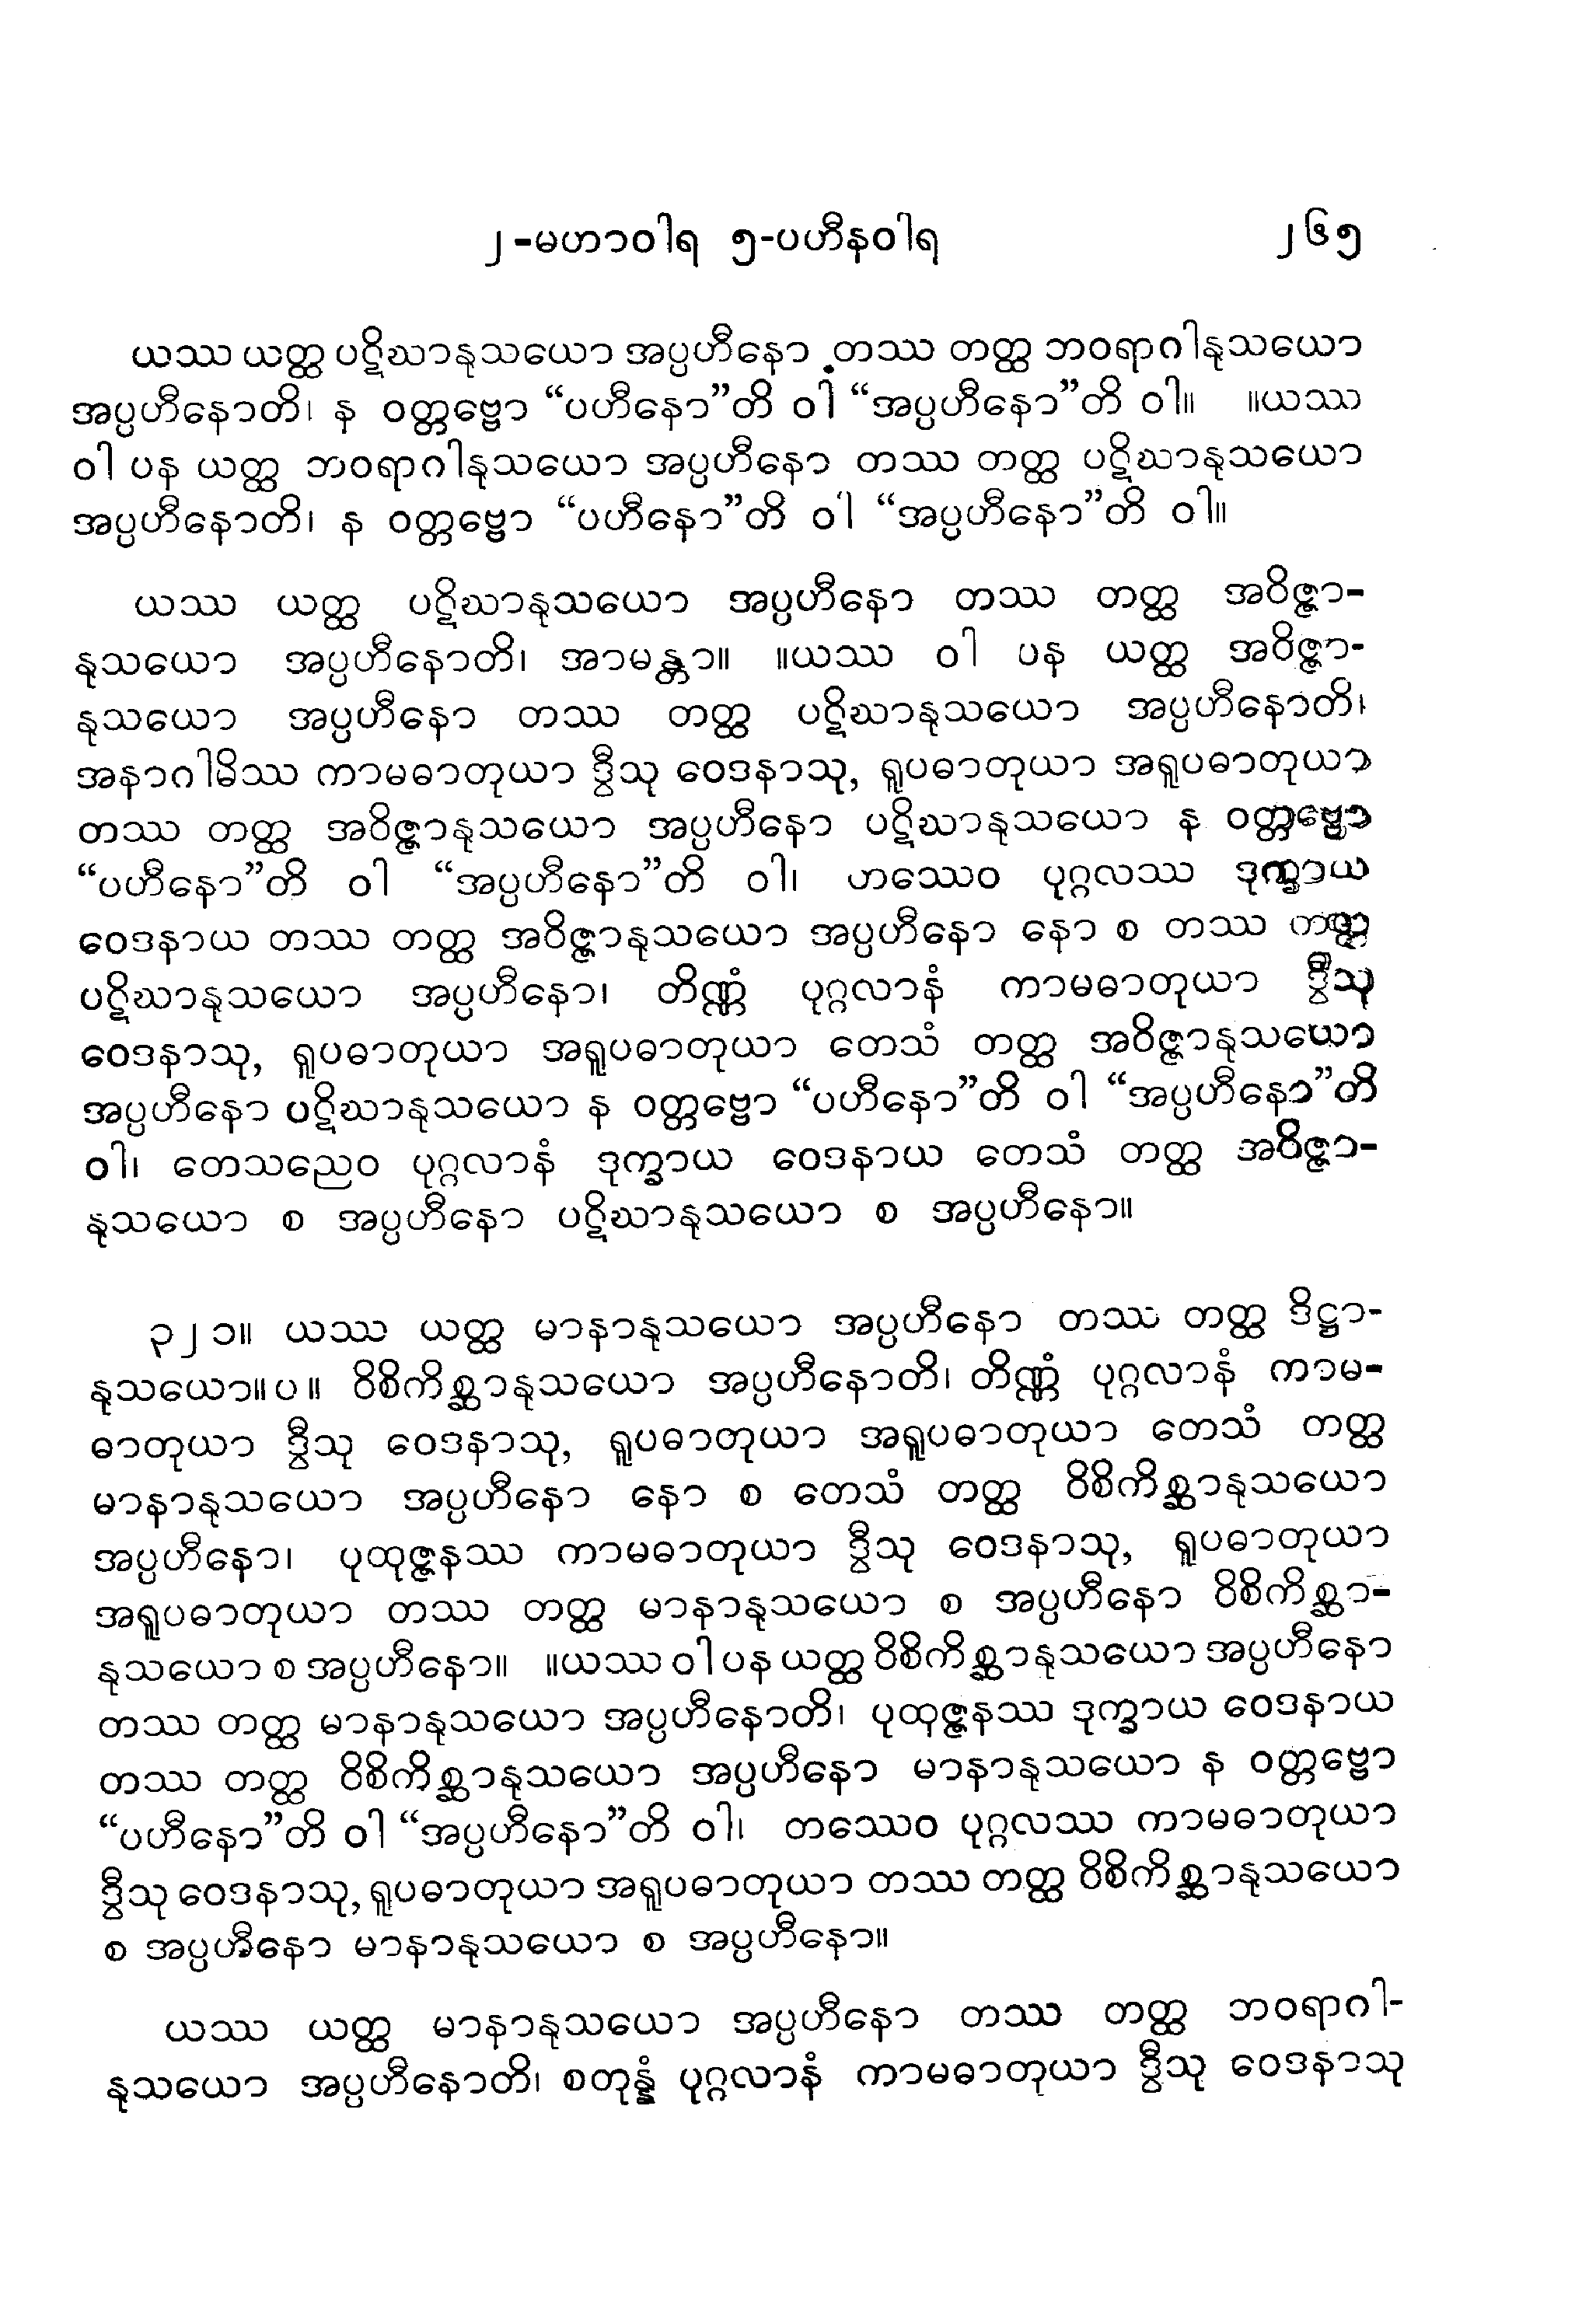 ၂-မဟာဝါရ ၅-ပဟီနဝါရ ၂၆၅
ယဿ ယတ္ထ ပဋိဃာနုသယော အပ္ပဟီနော တဿ တတ္ထ ဘဝရာဂါနုသယော
အပ္ပဟီနောတိ၊ န ဝတ္တဗ္ဗော “ပဟီနော”တိ ဝါ “အပ္ပဟီနော”တိ ဝါ။ ။ယဿ
ဝါ ပန ယတ္ထ ဘဝရာဂါနုသယော အပ္ပဟီနော တဿ တတ္ထ ပဋိဃာနုသယော
အပ္ပဟီနောတိ၊ န ဝတ္တဗ္ဗော “ပဟီနော”တိ ဝါ “အပ္ပဟီနော”တိ ဝါ။
ယဿ ယတ္ထ ပဋိဃာနုသယော အပ္ပဟီနော တဿ တတ္ထ အဝိဇ္ဇာ-
နုသယော အပ္ပဟီနောတိ၊ အာမန္တာ။ ။ယဿ ဝါ ပန ယတ္ထ အဝိဇ္ဇာ-
နုသယော အပ္ပဟီနော တဿ တတ္ထ ပဋိဃာနုသယော အပ္ပဟီနောတိ၊
အနာဂါမိဿ ကာမဓာတုယာ ဒွီသု ဝေဒနာသု, ရူပဓာတုယာ အရူပဓာတုယာ
တဿ တတ္ထ အဝိဇ္ဇာနုသယော အပ္ပဟီနော ပဋိဃာနုသယော န ဝတ္တဗ္ဗော
“ပဟီနော”တိ ဝါ “အပ္ပဟီနော”တိ ဝါ၊ တဿေဝ ပုဂ္ဂလဿ ဒုက္ခာယ
ဝေဒနာယ တဿ တတ္ထ အဝိဇ္ဇာနုသယော အပ္ပဟီနော နော စ တဿ တတ္ထ
ပဋိဃာနုသယော အပ္ပဟီနော၊ တိဏ္ဏံ ပုဂ္ဂလာနံ ကာမဓာတုယာ ဒွီသု
ဝေဒနာသု, ရူပဓာတုယာ အရူပဓာတုယာ တေသံ တတ္ထ အဝိဇ္ဇာနုသယော
အပ္ပဟီနော ပဋိဃာနုသယော န ဝတ္တဗ္ဗော “ပဟီနော”တိ ဝါ “အပ္ပဟီနော”တိ
ဝါ၊ တေသညေဝ ပုဂ္ဂလာနံ ဒုက္ခာယ ဝေဒနာယ တေသံ တတ္ထ အဝိဇ္ဇာ-
နုသယော စ အပ္ပဟီနော ပဋိဃာနုသယော စ အပ္ပဟီနော။
၃၂၁။ ယဿ ယတ္ထ မာနာနုသယော အပ္ပဟီနော တဿ တတ္ထ ဒိဋ္ဌာ-
နုသယော။ပ။ ဝိစိကိစ္ဆာနုသယော အပ္ပဟီနောတိ၊ တိဏ္ဏံ ပုဂ္ဂလာနံ ကာမ-
ဓာတုယာ ဒွီသု ဝေဒနာသု, ရူပဓာတုယာ အရူပဓာတုယာ တေသံ တတ္ထ
မာနာနုသယော အပ္ပဟီနော နော စ တေသံ တတ္ထ ဝိစိကိစ္ဆာနုသယော
အပ္ပဟီနော၊ ပုထုဇ္ဇနဿ ကာမဓာတုယာ ဒွီသု ဝေဒနာသု, ရူပဓာတုယာ
အရူပဓာတုယာ တဿ တတ္ထ မာနာနုသယော စ အပ္ပဟီနော ဝိစိကိစ္ဆာ-
နုသယော စ အပ္ပဟီနော။ ။ယဿ ဝါ ပန ယတ္ထ ဝိစိကိစ္ဆာနုသယော အပ္ပဟီနော
တဿ တတ္ထ မာနာနုသယော အပ္ပဟီနောတိ၊ ပုထုဇ္ဇနဿ ဒုက္ခာယ ဝေဒနာယ
တဿ တတ္ထ ဝိစိကိစ္ဆာနုသယော အပ္ပဟီနော မာနာနုသယော န ဝတ္တဗ္ဗော
“ပဟီနော”တိ ဝါ “အပ္ပဟီနော”တိ ဝါ၊ တဿေဝ ပုဂ္ဂလဿ ကာမဓာတုယာ
ဒွီသု ဝေဒနာသု, ရူပဓာတုယာ အရူပဓာတုယာ တဿ တတ္ထ ဝိစိကိစ္ဆာနုသယော
စ အပ္ပဟီနော မာနာနုသယော စ အပ္ပဟီနော။
ယဿ ယတ္ထ မာနာနုသယော အပ္ပဟီနော တဿ တတ္ထ ဘဝရာဂါ-
နုသယော အပ္ပဟီနောတိ၊ စတုန္နံ ပုဂ္ဂလာနံ ကာမဓာတုယာ ဒွီသု ဝေဒနာသု